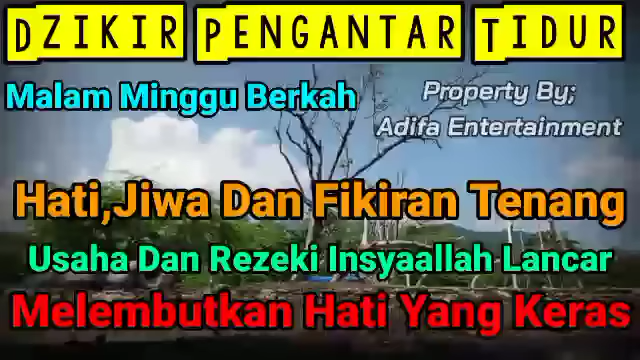 Dzikir Pengantar Tidur
Malam Minggu Berkah
Property By;
Adifa Entertainment
Hati,Jiwa Dan Fikiran Tenang
Usaha Dan Rezeki Insyaallah Lancar
Melembutkan Hati Yang Keras